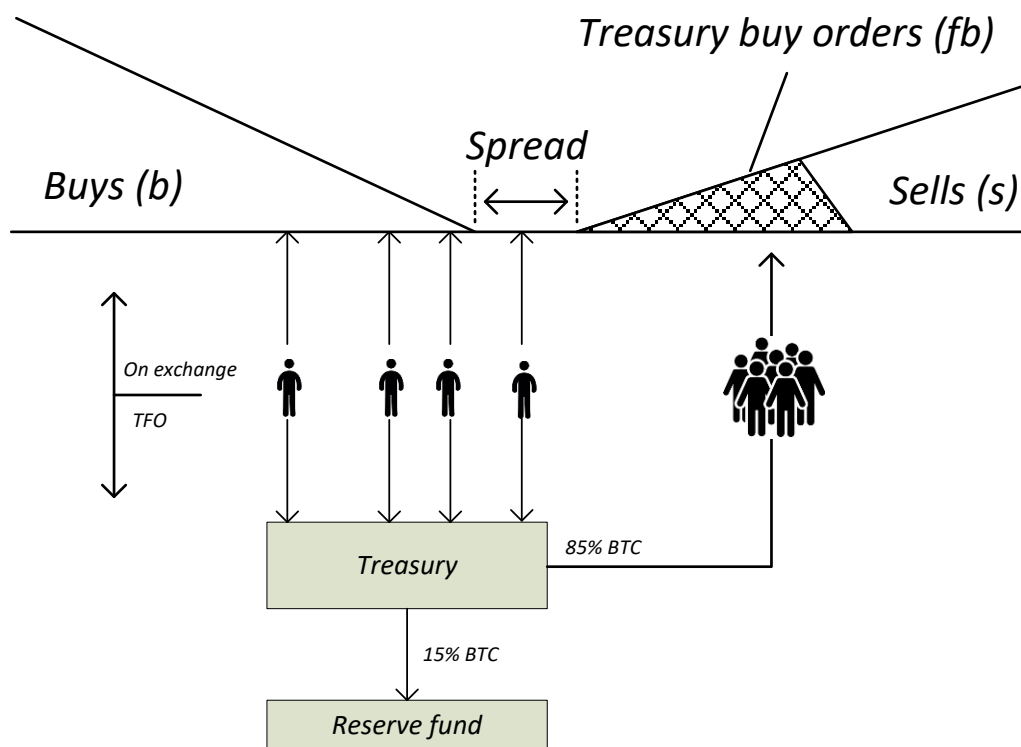 Treasury buy orders (fb)
Spread
Buys (b)
Sells (s)
On exchange
TFO
85% BTC
Treasury
15% BTC
Reserve fund